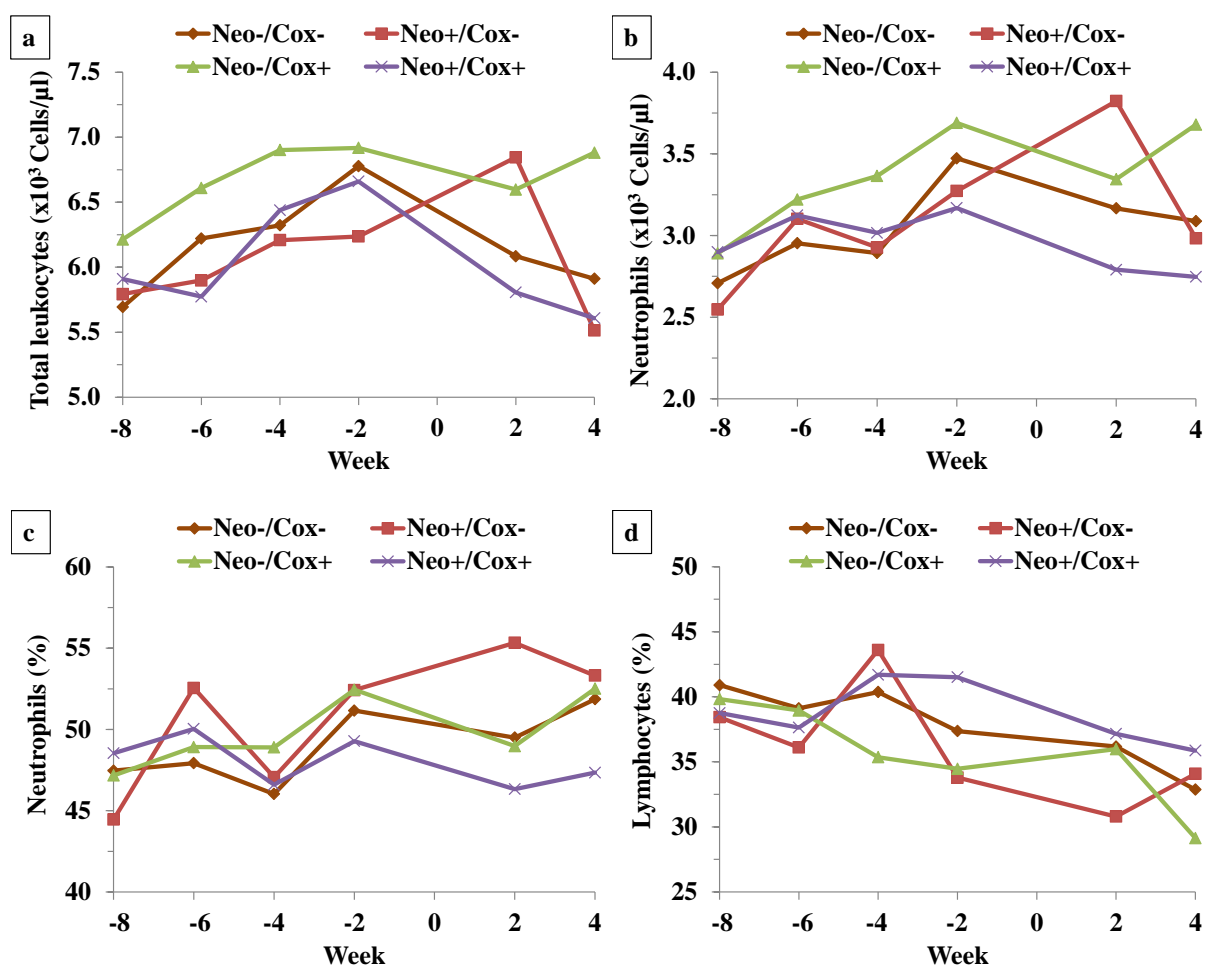 a
Neo-/Cox- Neo+/Cox-
Neo-/Cox+ Neo+/Cox+
Total leukocytes (x10³ Cells/µl)
7.5
7.0
6.5
6.0
5.5
5.0
-8 -6 -4 -2 0 2 4
Week
b
Neo-/Cox- Neo+/Cox-
Neo-/Cox+ Neo+/Cox+
Neutrophils (x10³ Cells/µl)
4.0
3.5
3.0
2.5
2.0
-8 -6 -4 -2 0 2 4
Week
c
Neo-/Cox- Neo+/Cox-
Neo-/Cox+ Neo+/Cox+
Neutrophils (%)
60
55
50
45
40
-8 -6 -4 -2 0 2 4
Week
d
Neo-/Cox- Neo+/Cox-
Neo-/Cox+ Neo+/Cox+
Lymphocytes (%)
50
45
40
35
30
25
-8 -6 -4 -2 0 2 4
Week